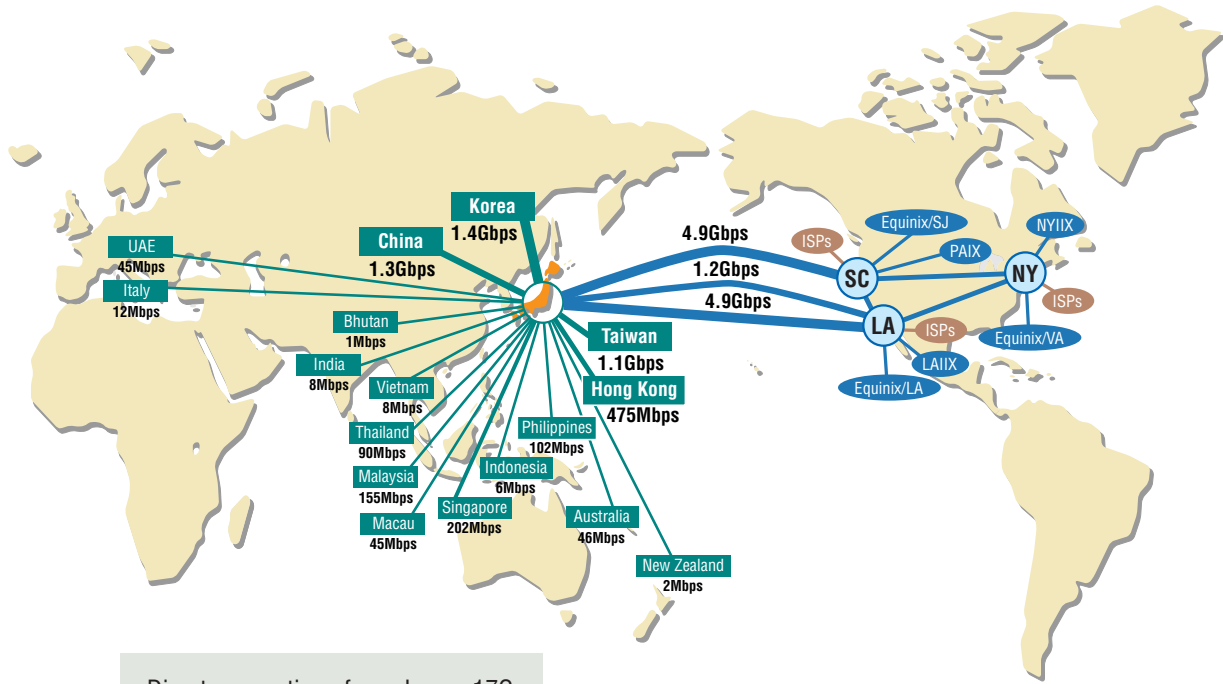 Korea
1.4Gbps
China
1.3Gbps
UAE
45Mbps
Italy
12Mbps
Bhutan
1Mbps
India
8Mbps
Vietnam
8Mbps
Thailand
90Mbps
Malaysia
155Mbps
Macau
45Mbps
Singapore
202Mbps
Indonesia
6Mbps
Philippines
102Mbps
Taiwan
1.1Gbps
Hong Kong
475Mbps
Australia
46Mbps
New Zealand
2Mbps
4.9Gbps
1.2Gbps
4.9Gbps
ISPs
Equinix/SJ
PAIX
SC
NYIIX
NY
ISPs
Equinix/VA
LA
ISPs
LAIIX
Equinix/LA